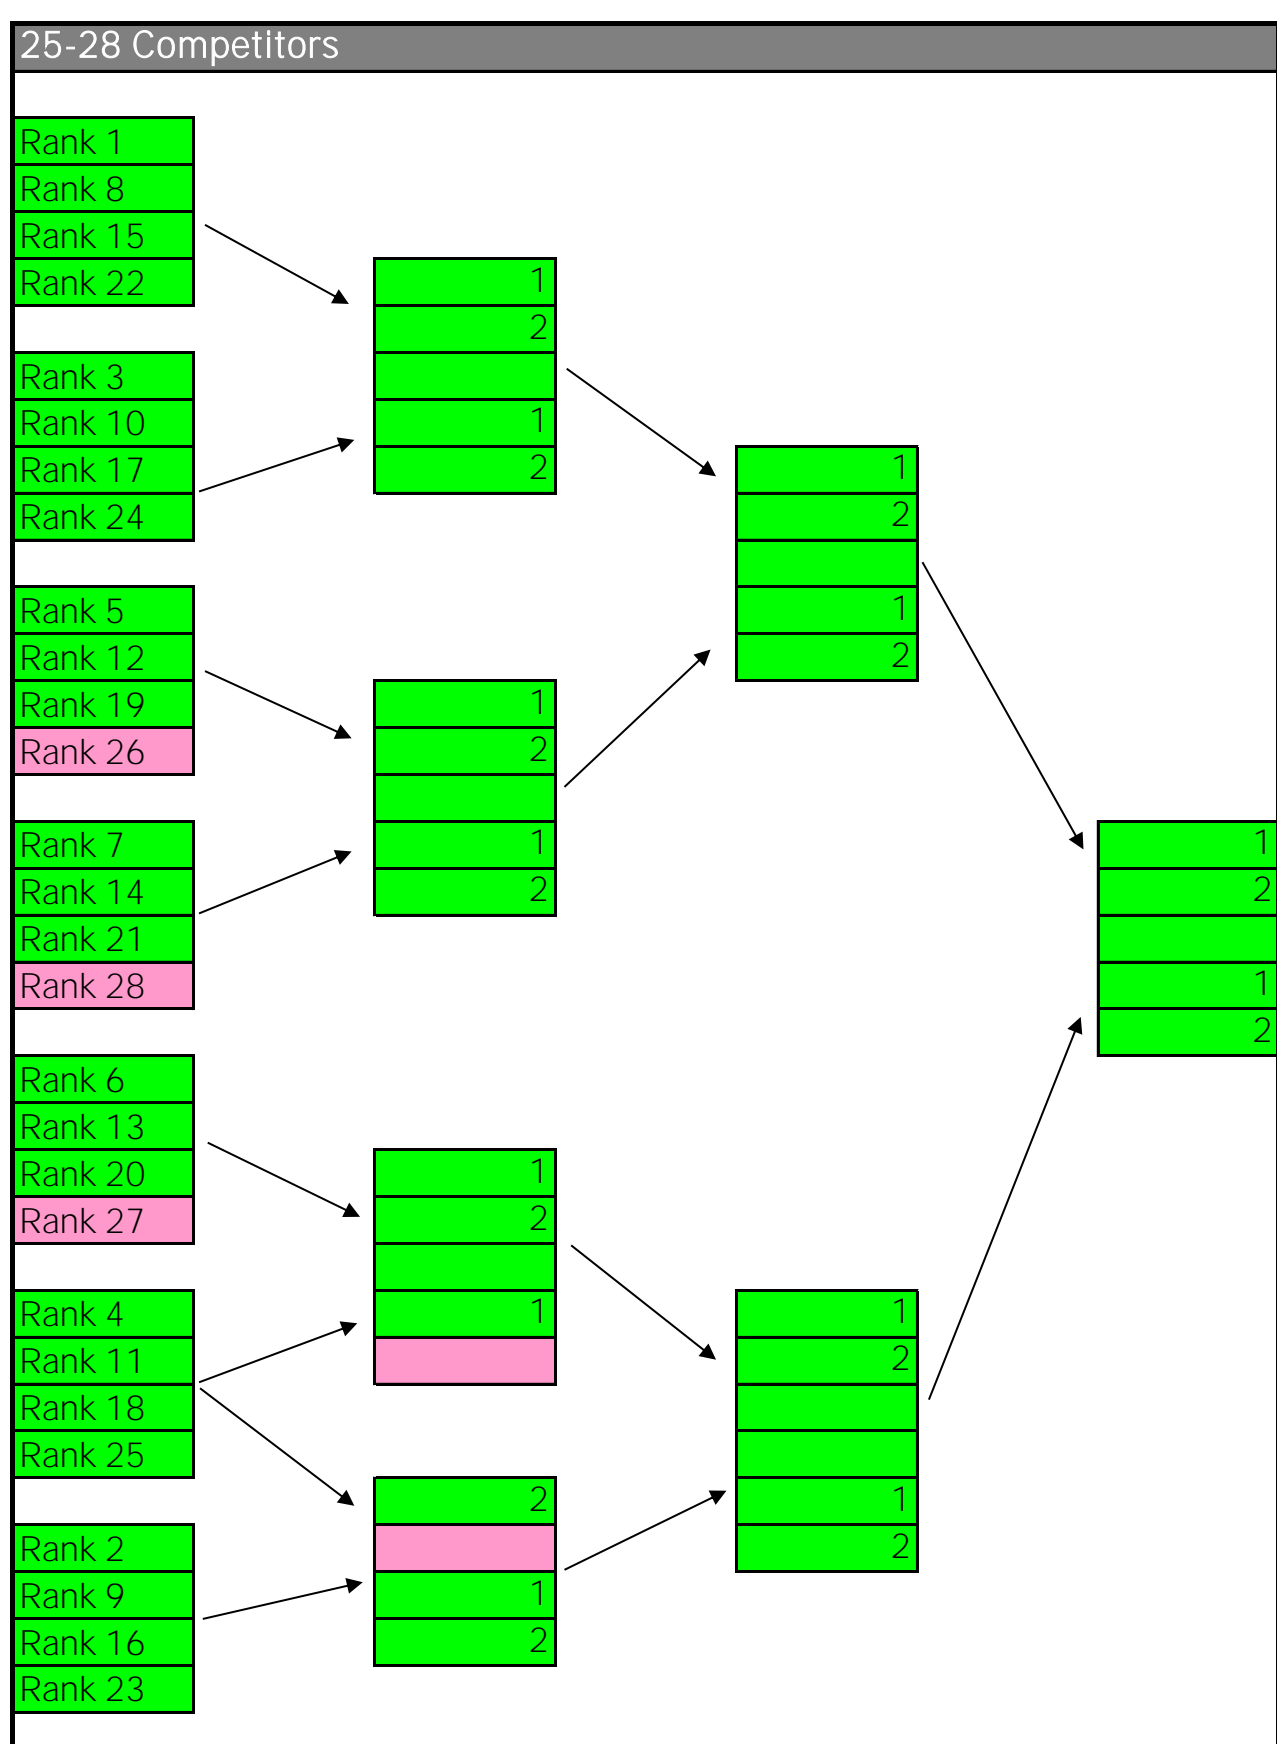 25-28 Competitors
Rank 1
Rank 8
Rank 15
Rank 22
Rank 3
Rank 10
Rank 17
Rank 24
Rank 5
Rank 12
Rank 19
Rank 26
Rank 7
Rank 14
Rank 21
Rank 28
Rank 6
Rank 13
Rank 20
Rank 27
Rank 4
Rank 11
Rank 18
Rank 25
Rank 2
Rank 9
Rank 16
Rank 23
1
2
1
2
1
2
1
2
1
2
1
2
1
2
1
2
1
2
1
2
1
2
1
2
1
2